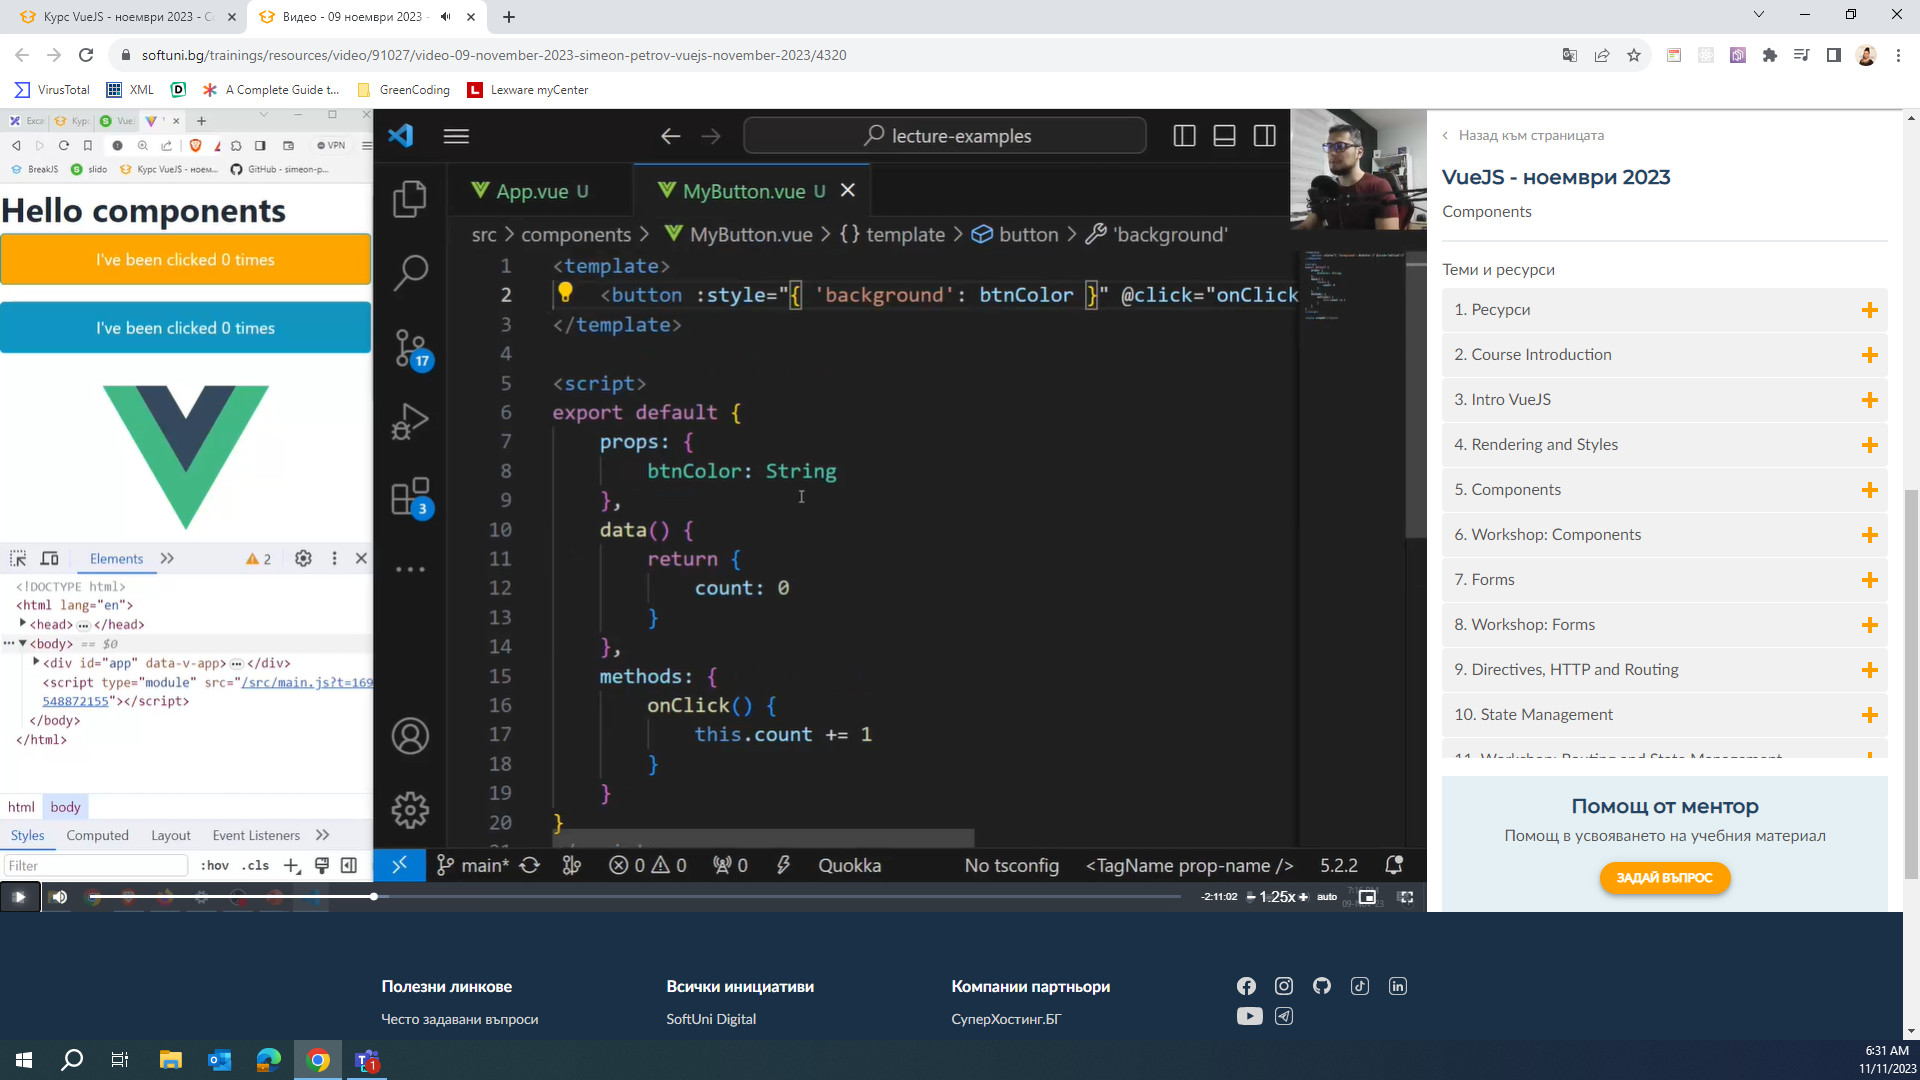 Курс VueJS - ноември 2023 - С
Видео - 09 ноември 2023 -
softuni.bg/trainings/resources/video/91027/video-09-november-2023-simeon-petrov-vuejs-november-2023/4320
VirusTotal
XML
A Complete Guide t...
GreenCoding
Lexware myCenter
Exce
Курс
Vue
VPN
BreakJS
slido
Курс VueJS - ноем...
GitHub - simeon-p...
Hello components
I've been clicked 0 times
I've been clicked 0 times
Elements
2
<!DOCTYPE html>
<html lang="en">
<head> ... </head>
... <body> == $0
<div id="app" data-v-app> ... </div>
<script type="module" src="/src/main.js?t=169
548872155"></script>
</body>
</html>
html body
Styles Computed Layout Event Listeners
Filter
:hov .cls
lecture-examples
App.vue U
MyButton.vue U
src > components > MyButton.vue > {} template > button > 'background'
17
3
1 <template>
2 <button :style="{ 'background': btnColor }" @click="onClick
3 </template>
4
5 <script>
6 export default {
7 props: {
8 btnColor: String
9 },
10 data() {
11 return {
12 count: 0
13 }
14 },
15 methods: {
16 onClick() {
17 this.count += 1
18 }
19 }
20 }
main* 0 0 0 Quokka No tsconfig <TagName prop-name /> 5.2.2
-2:11:02 1.25x auto
Назад към страницата
VueJS - ноември 2023
Components
Теми и ресурси
1. Ресурси
2. Course Introduction
3. Intro VueJS
4. Rendering and Styles
5. Components
6. Workshop: Components
7. Forms
8. Workshop: Forms
9. Directives, HTTP and Routing
10. State Management
11. Workshop: Routing and State Management
Помощ от ментор
Помощ в усвояването на учебния материал
ЗАДАЙ ВЪПРОС
Полезни линкове
Често задавани въпроси
Всички инициативи
SoftUni Digital
Компании партньори
СуперХостинг.БГ
1
6:31 AM
11/11/2023